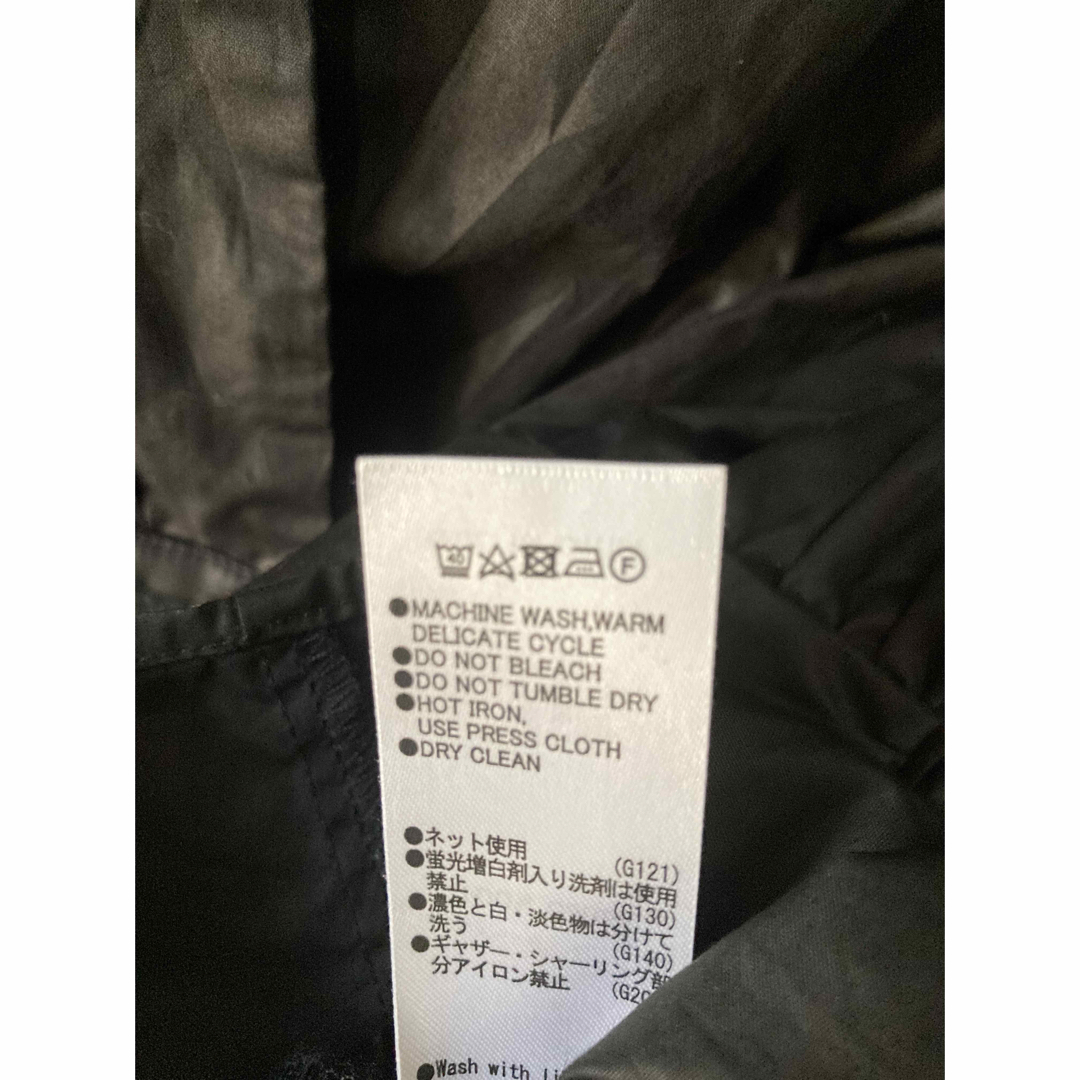 40 F
●MACHINE WASH,WARM
DELICATE CYCLE
●DO NOT BLEACH
●DO NOT TUMBLE DRY
●HOT IRON,
USE PRESS CLOTH
●DRY CLEAN
●ネット使用 (G121)
●蛍光増白剤入り洗剤は使用
禁止 (G130)
●濃色と白・淡色物は分けて
洗う (G140)
●ギャザー・シャーリング部
分アイロン禁止
●Wash with